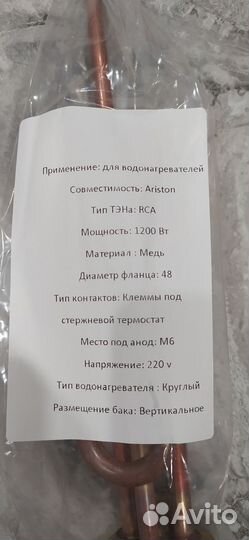 Применение: для водонагревателей
Совместимость: Ariston
Тип ТЭНа: RCA
Мощность: 1200 Вт
Материал : Медь
Диаметр фланца: 48
Тип контактов: Клеммы под
стержневой термостат
Место под анод: М6
Напряжение: 220 v
Тип водонагревателя : Круглый
Размещение бака: Вертикальное
Avito